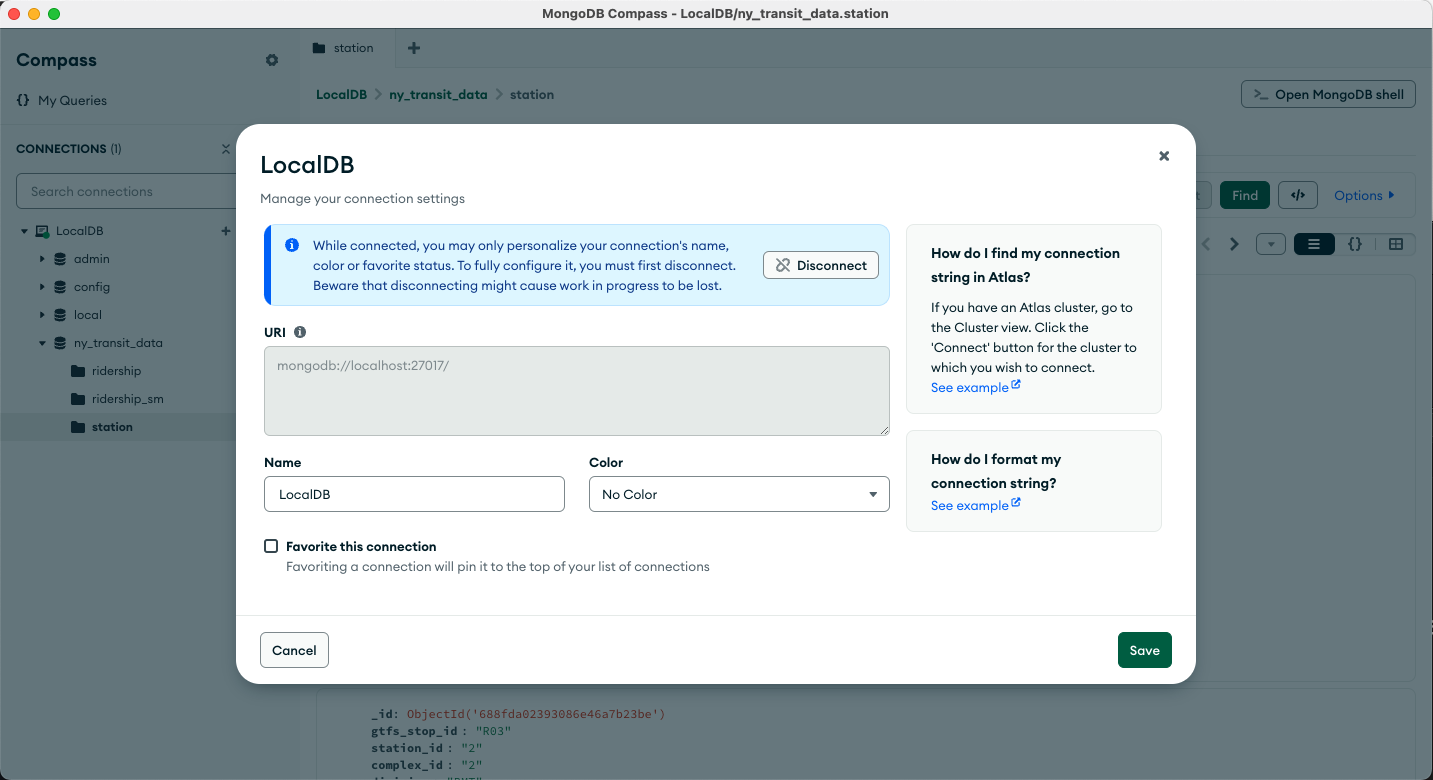 MongoDB Compass - LocalDB/ny_transit_data.station
Compass
My Queries
CONNECTIONS (1)
Search connections
LocalDB
admin
config
local
ny_transit_data
ridership
ridership_sm
station
station
LocalDB > ny_transit_data > station
>_ Open MongoDB shell
Find
</>
Options
{}
LocalDB
Manage your connection settings
While connected, you may only personalize your connection's name,
color or favorite status. To fully configure it, you must first disconnect.
Beware that disconnecting might cause work in progress to be lost.
Disconnect
URI
mongodb://localhost:27017/
Name
LocalDB
Color
No Color
Favorite this connection
Favoriting a connection will pin it to the top of your list of connections
How do I find my connection
string in Atlas?
If you have an Atlas cluster, go to
the Cluster view. Click the
'Connect' button for the cluster to
which you wish to connect.
See example
How do I format my
connection string?
See example
Cancel
Save
_id: ObjectId('688fda02393086e46a7b23be')
gtfs_stop_id : "R03"
station_id : "2"
complex_id : "2"